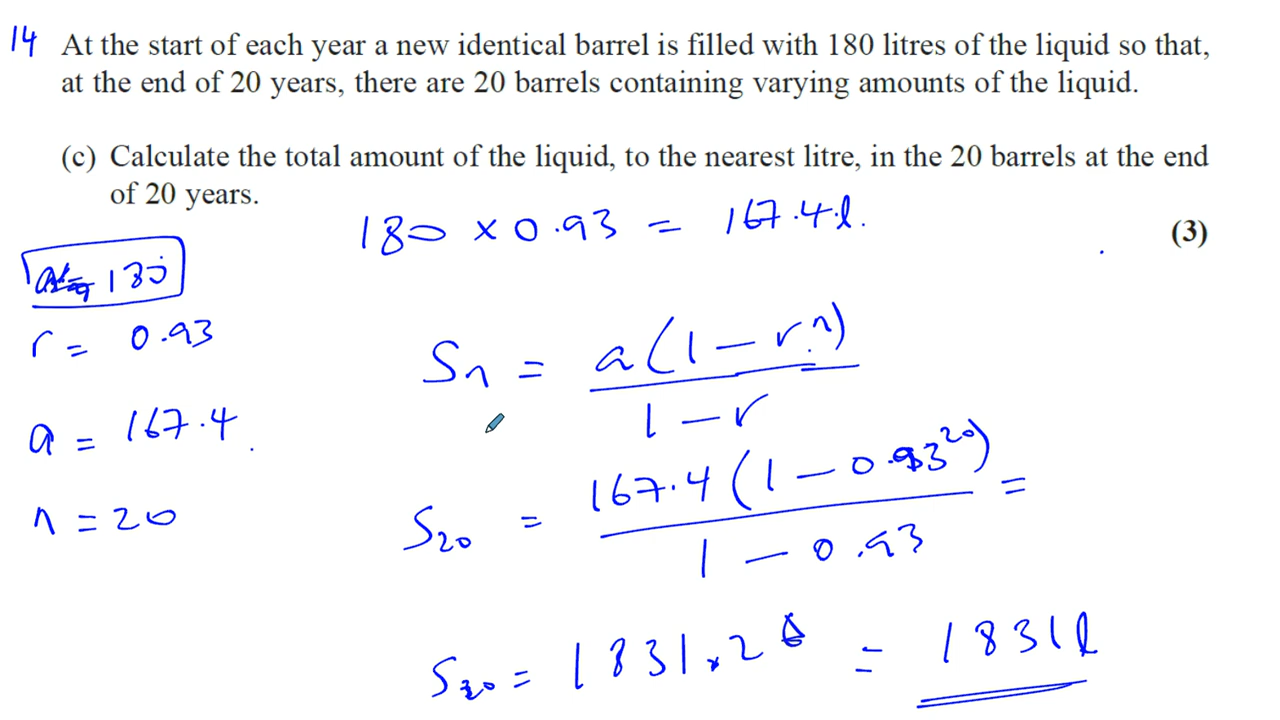 14 At the start of each year a new identical barrel is filled with 180 litres of the liquid so that,
at the end of 20 years, there are 20 barrels containing varying amounts of the liquid.
(c) Calculate the total amount of the liquid, to the nearest litre, in the 20 barrels at the end
of 20 years.
(3)
180 × 0.93 = 167.4 l.
180
r = 0.93
a = 167.4
n = 20
Sn = a(1 − r^n) / 1 − r
S20 = 167.4 (1 − 0.93^20) / 1 − 0.93 =
S20 = 1831.2 = 1831 l